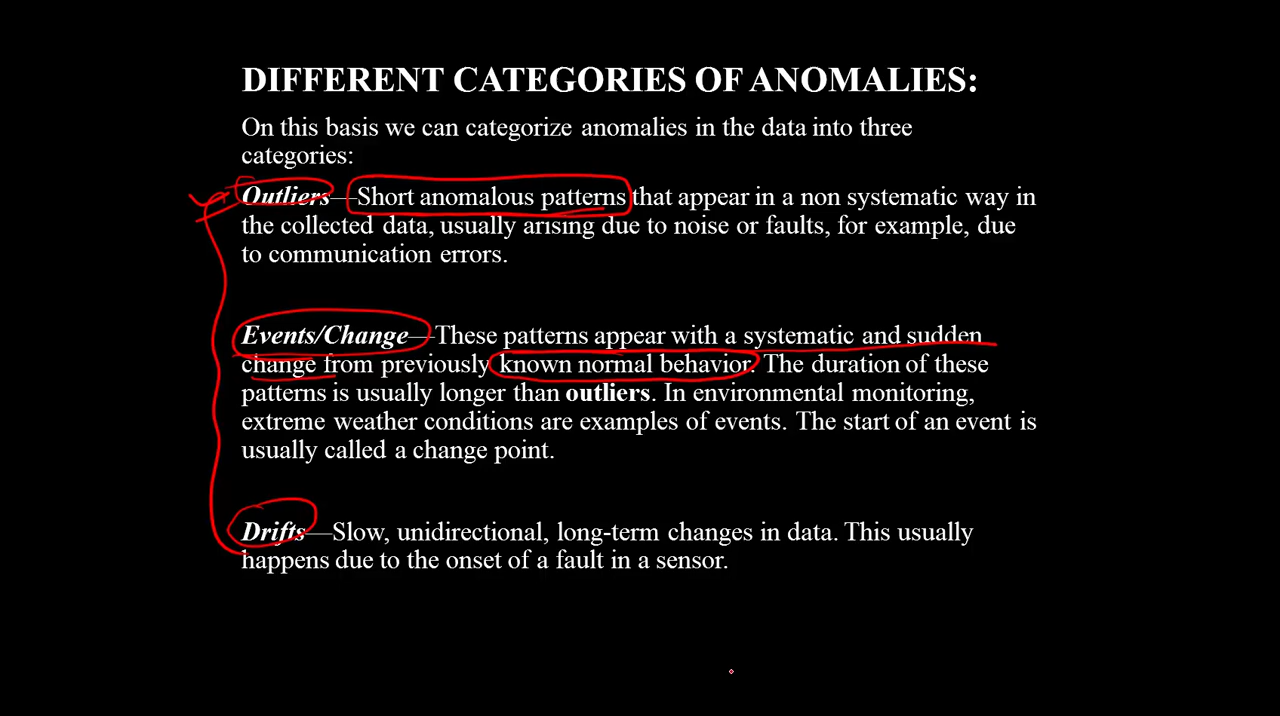 DIFFERENT CATEGORIES OF ANOMALIES:
On this basis we can categorize anomalies in the data into three
categories:
Outliers—Short anomalous patterns that appear in a non systematic way in
the collected data, usually arising due to noise or faults, for example, due
to communication errors.
Events/Change—These patterns appear with a systematic and sudden
change from previously known normal behavior. The duration of these
patterns is usually longer than outliers. In environmental monitoring,
extreme weather conditions are examples of events. The start of an event is
usually called a change point.
Drifts—Slow, unidirectional, long-term changes in data. This usually
happens due to the onset of a fault in a sensor.